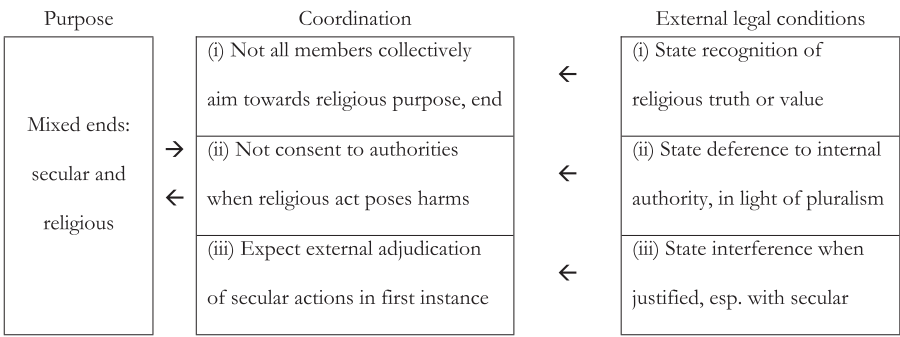 Purpose
Coordination
External legal conditions
Mixed ends:
secular and
religious
→
←
(i) Not all members collectively
aim towards religious purpose, end
(ii) Not consent to authorities
when religious act poses harms
(iii) Expect external adjudication
of secular actions in first instance
←
←
←
(i) State recognition of
religious truth or value
(ii) State deference to internal
authority, in light of pluralism
(iii) State interference when
justified, esp. with secular